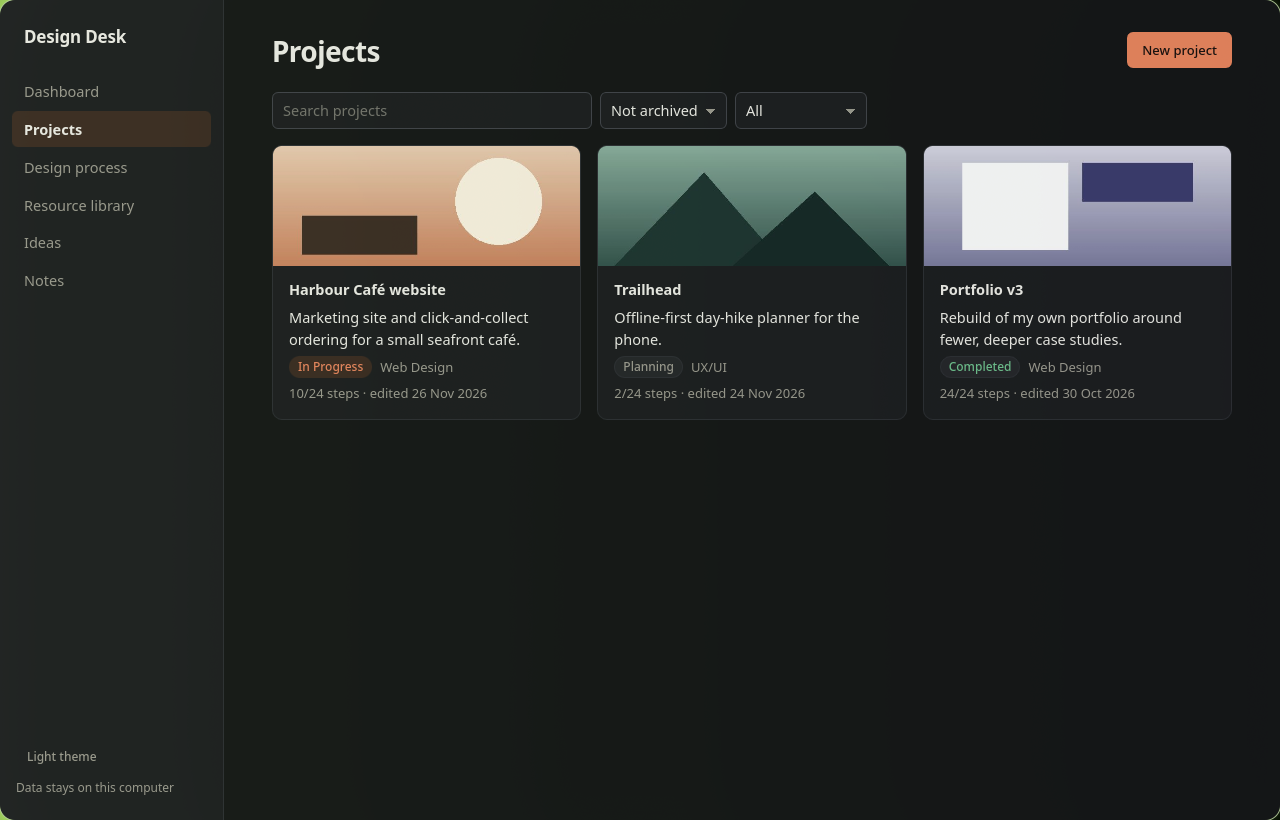 Design Desk
Dashboard
Projects
Design process
Resource library
Ideas
Notes
Light theme
Data stays on this computer
Projects
New project
Search projects
Not archived
All
Harbour Café website
Marketing site and click-and-collect
ordering for a small seafront café.
In Progress Web Design
10/24 steps · edited 26 Nov 2026
Trailhead
Offline-first day-hike planner for the
phone.
Planning UX/UI
2/24 steps · edited 24 Nov 2026
Portfolio v3
Rebuild of my own portfolio around
fewer, deeper case studies.
Completed Web Design
24/24 steps · edited 30 Oct 2026